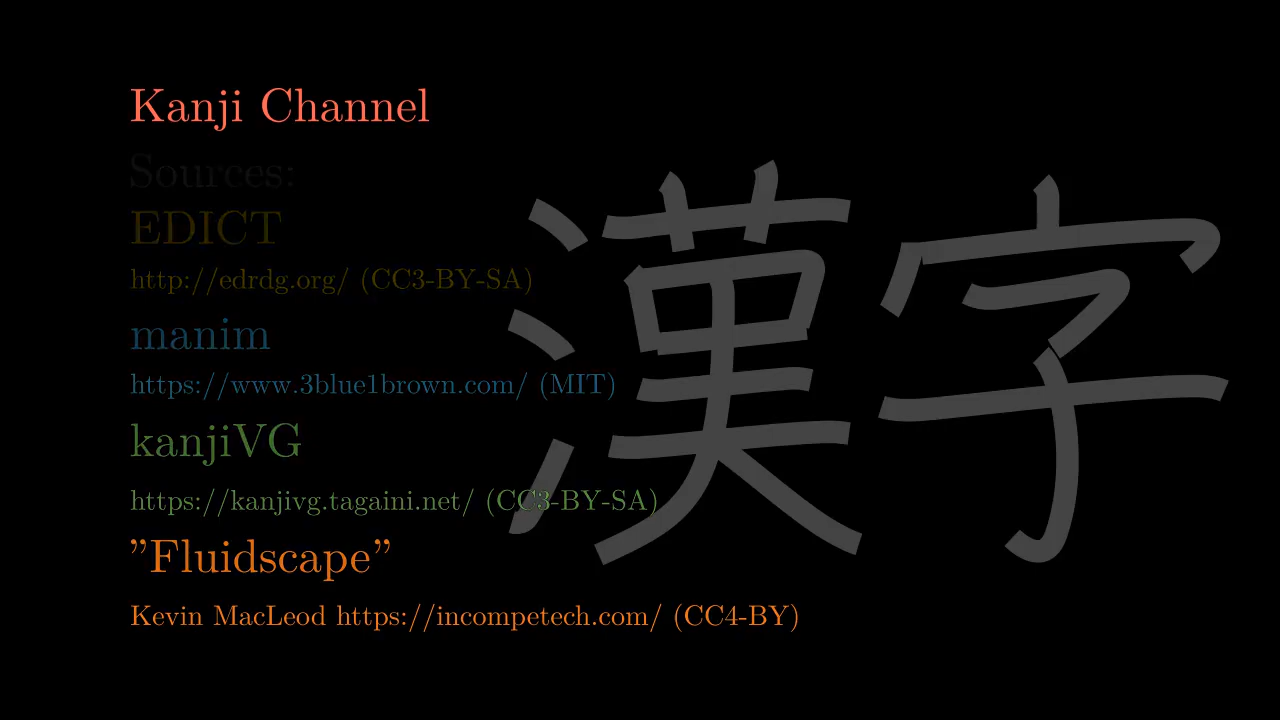 Kanji Channel
Sources:
EDICT
http://edrdg.org/ (CC3-BY-SA)
manim
https://www.3blue1brown.com/ (MIT)
kanjiVG
https://kanjivg.tagaini.net/ (CC3-BY-SA)
”Fluidscape”
Kevin MacLeod https://incompetech.com/ (CC4-BY)
漢字